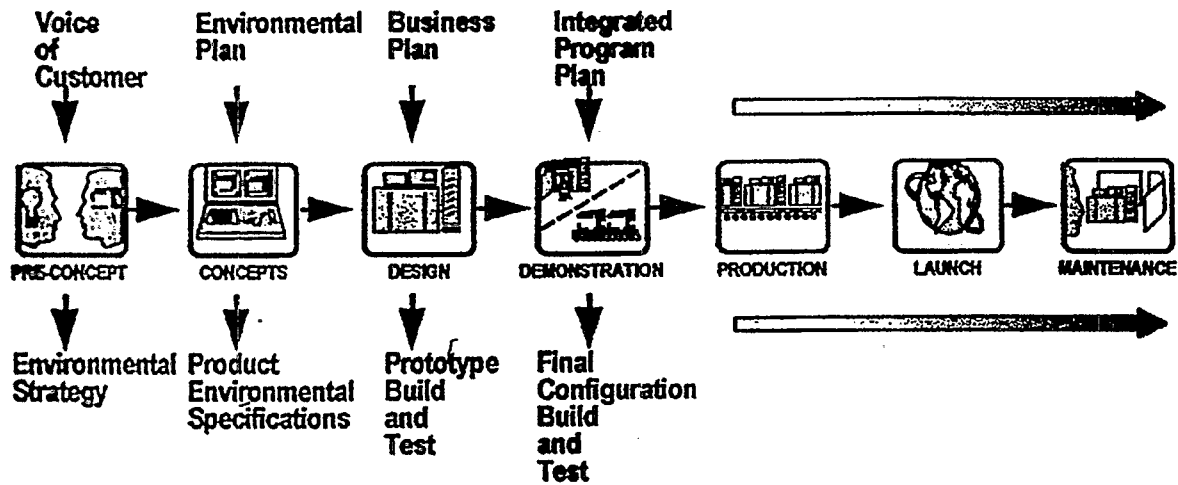 Voice
of
Customer
Environmental
Plan
Business
Plan
Integrated
Program
Plan
PRE-CONCEPT
CONCEPTS
DESIGN
DEMONSTRATION
PRODUCTION
LAUNCH
MAINTENANCE
Environmental
Strategy
Product
Environmental
Specifications
Prototype
Build
and
Test
Final
Configuration
Build
and
Test